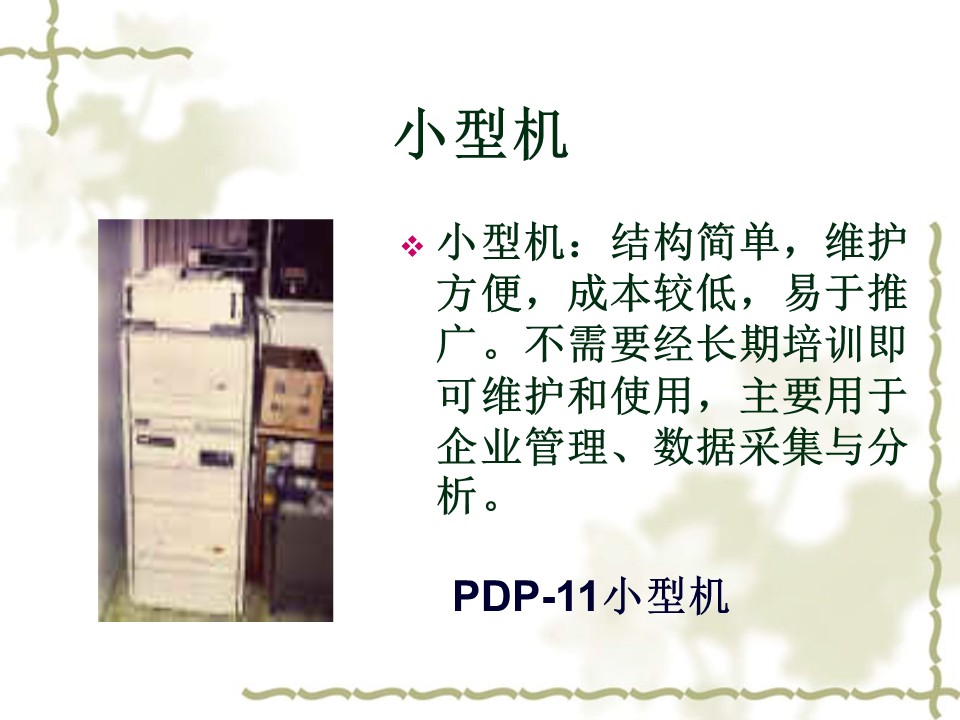 小型机
小型机：结构简单，维护
方便，成本较低，易于推
广。不需要经长期培训即
可维护和使用，主要用于
企业管理、数据采集与分
析。
PDP-11小型机